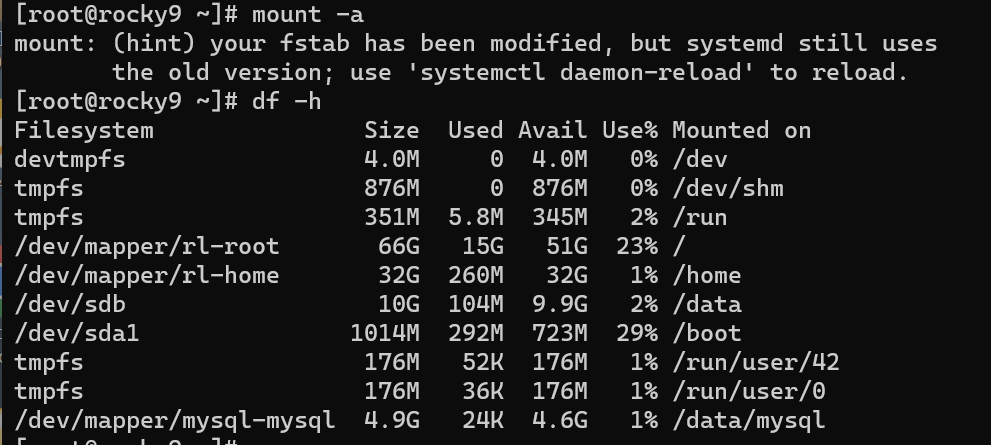 [root@rocky9 ~]# mount -a
mount: (hint) your fstab has been modified, but systemd still uses
       the old version; use 'systemctl daemon-reload' to reload.
[root@rocky9 ~]# df -h
Filesystem               Size  Used Avail Use% Mounted on
devtmpfs                 4.0M     0  4.0M   0% /dev
tmpfs                    876M     0  876M   0% /dev/shm
tmpfs                    351M  5.8M  345M   2% /run
/dev/mapper/rl-root       66G   15G   51G  23% /
/dev/mapper/rl-home       32G  260M   32G   1% /home
/dev/sdb                  10G  104M  9.9G   2% /data
/dev/sda1               1014M  292M  723M  29% /boot
tmpfs                    176M   52K  176M   1% /run/user/42
tmpfs                    176M   36K  176M   1% /run/user/0
/dev/mapper/mysql-mysql  4.9G   24K  4.6G   1% /data/mysql